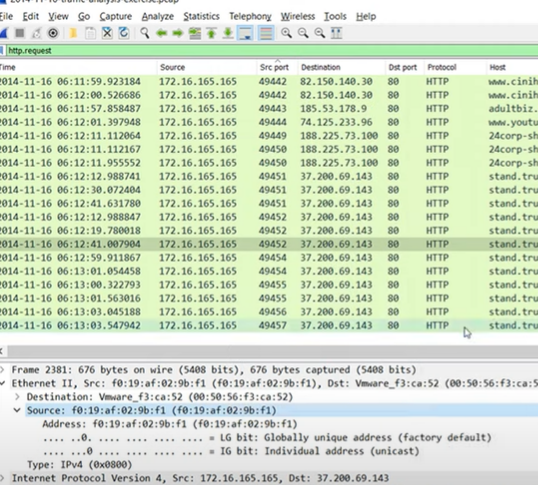 2014-11-16-traffic-analysis-exercise.pcap
File Edit View Go Capture Analyze Statistics Telephony Wireless Tools Help
http.request
Time Source Src port Destination Dst port Protocol Host
2014-11-16 06:11:59.923184 172.16.165.165 49442 82.150.140.30 80 HTTP www.cinih
2014-11-16 06:12:00.526686 172.16.165.165 49442 82.150.140.30 80 HTTP www.cinih
2014-11-16 06:11:57.858487 172.16.165.165 49443 185.53.178.9 80 HTTP adultbiz.
2014-11-16 06:12:01.397948 172.16.165.165 49444 74.125.233.96 80 HTTP www.youtu
2014-11-16 06:12:11.112064 172.16.165.165 49449 188.225.73.100 80 HTTP 24corp-sh
2014-11-16 06:12:11.112167 172.16.165.165 49450 188.225.73.100 80 HTTP 24corp-sh
2014-11-16 06:12:11.955552 172.16.165.165 49450 188.225.73.100 80 HTTP 24corp-sh
2014-11-16 06:12:12.988741 172.16.165.165 49451 37.200.69.143 80 HTTP stand.tru
2014-11-16 06:12:30.072404 172.16.165.165 49451 37.200.69.143 80 HTTP stand.tru
2014-11-16 06:12:41.631780 172.16.165.165 49451 37.200.69.143 80 HTTP stand.tru
2014-11-16 06:12:12.988847 172.16.165.165 49452 37.200.69.143 80 HTTP stand.tru
2014-11-16 06:12:19.780018 172.16.165.165 49452 37.200.69.143 80 HTTP stand.tru
2014-11-16 06:12:41.007904 172.16.165.165 49452 37.200.69.143 80 HTTP stand.tru
2014-11-16 06:12:59.911867 172.16.165.165 49454 37.200.69.143 80 HTTP stand.tru
2014-11-16 06:13:01.054458 172.16.165.165 49454 37.200.69.143 80 HTTP stand.tru
2014-11-16 06:13:00.322793 172.16.165.165 49455 37.200.69.143 80 HTTP stand.tru
2014-11-16 06:13:01.563016 172.16.165.165 49455 37.200.69.143 80 HTTP stand.tru
2014-11-16 06:13:03.045188 172.16.165.165 49456 37.200.69.143 80 HTTP stand.tru
2014-11-16 06:13:03.547942 172.16.165.165 49457 37.200.69.143 80 HTTP stand.tru
Frame 2381: 676 bytes on wire (5408 bits), 676 bytes captured (5408 bits)
Ethernet II, Src: f0:19:af:02:9b:f1 (f0:19:af:02:9b:f1), Dst: Vmware_f3:ca:52 (00:50:56:f3:ca:5
Destination: Vmware_f3:ca:52 (00:50:56:f3:ca:52)
Source: f0:19:af:02:9b:f1 (f0:19:af:02:9b:f1)
Address: f0:19:af:02:9b:f1 (f0:19:af:02:9b:f1)
.... ..0. .... .... .... .... = LG bit: Globally unique address (factory default)
.... ...0 .... .... .... .... = IG bit: Individual address (unicast)
Type: IPv4 (0x0800)
Internet Protocol Version 4, Src: 172.16.165.165, Dst: 37.200.69.143